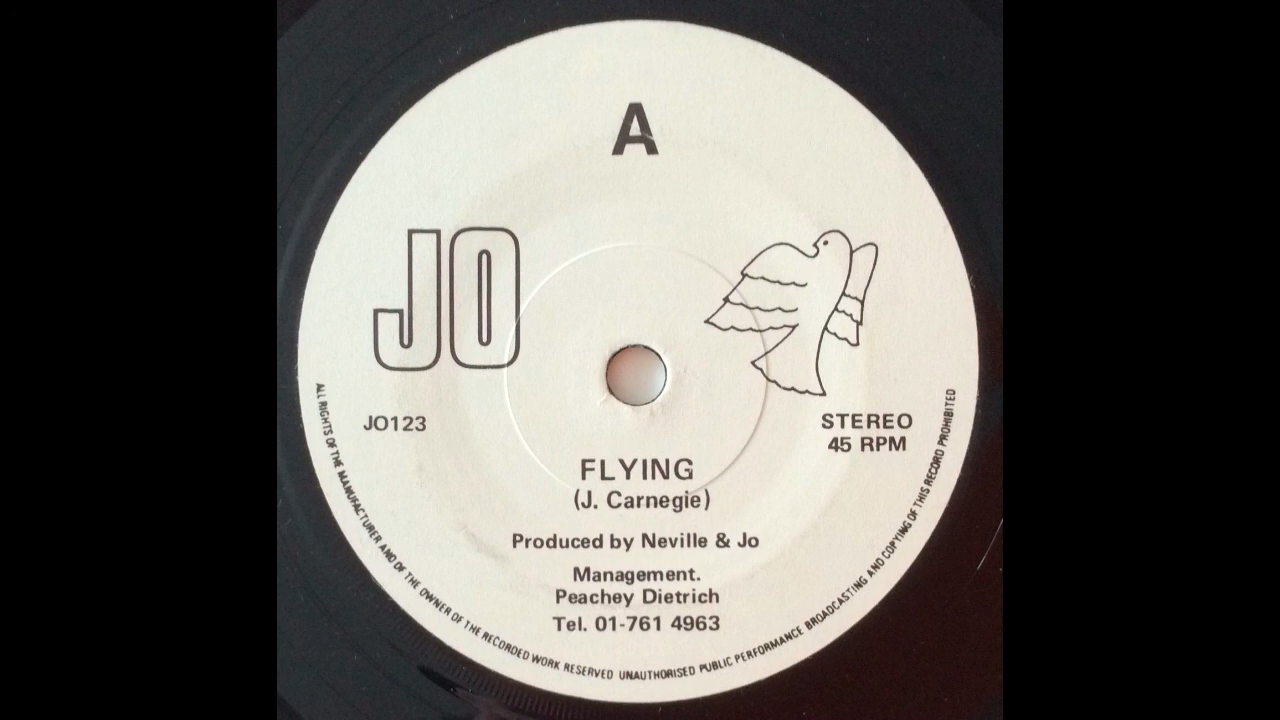 A
JO
JO123
STEREO
45 RPM
FLYING
(J. Carnegie)
Produced by Neville & Jo
Management.
Peachey Dietrich
Tel. 01-761 4963
ALL RIGHTS OF THE MANUFACTURER AND OF THE OWNER OF THE RECORDED WORK RESERVED UNAUTHORISED PUBLIC PERFORMANCE BROADCASTING AND COPYING OF THIS RECORD PROHIBITED